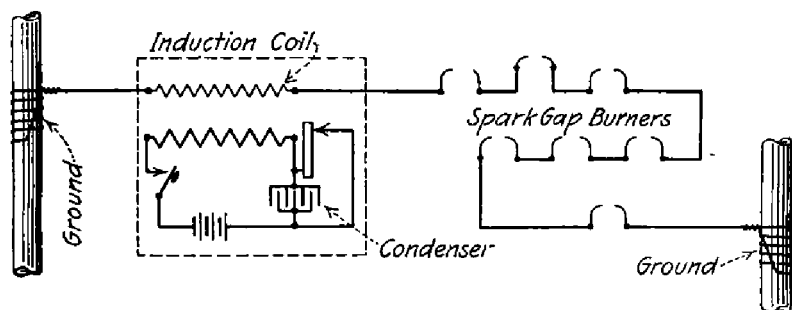 Induction Coil
Spark Gap Burners
Ground
Condenser
Ground